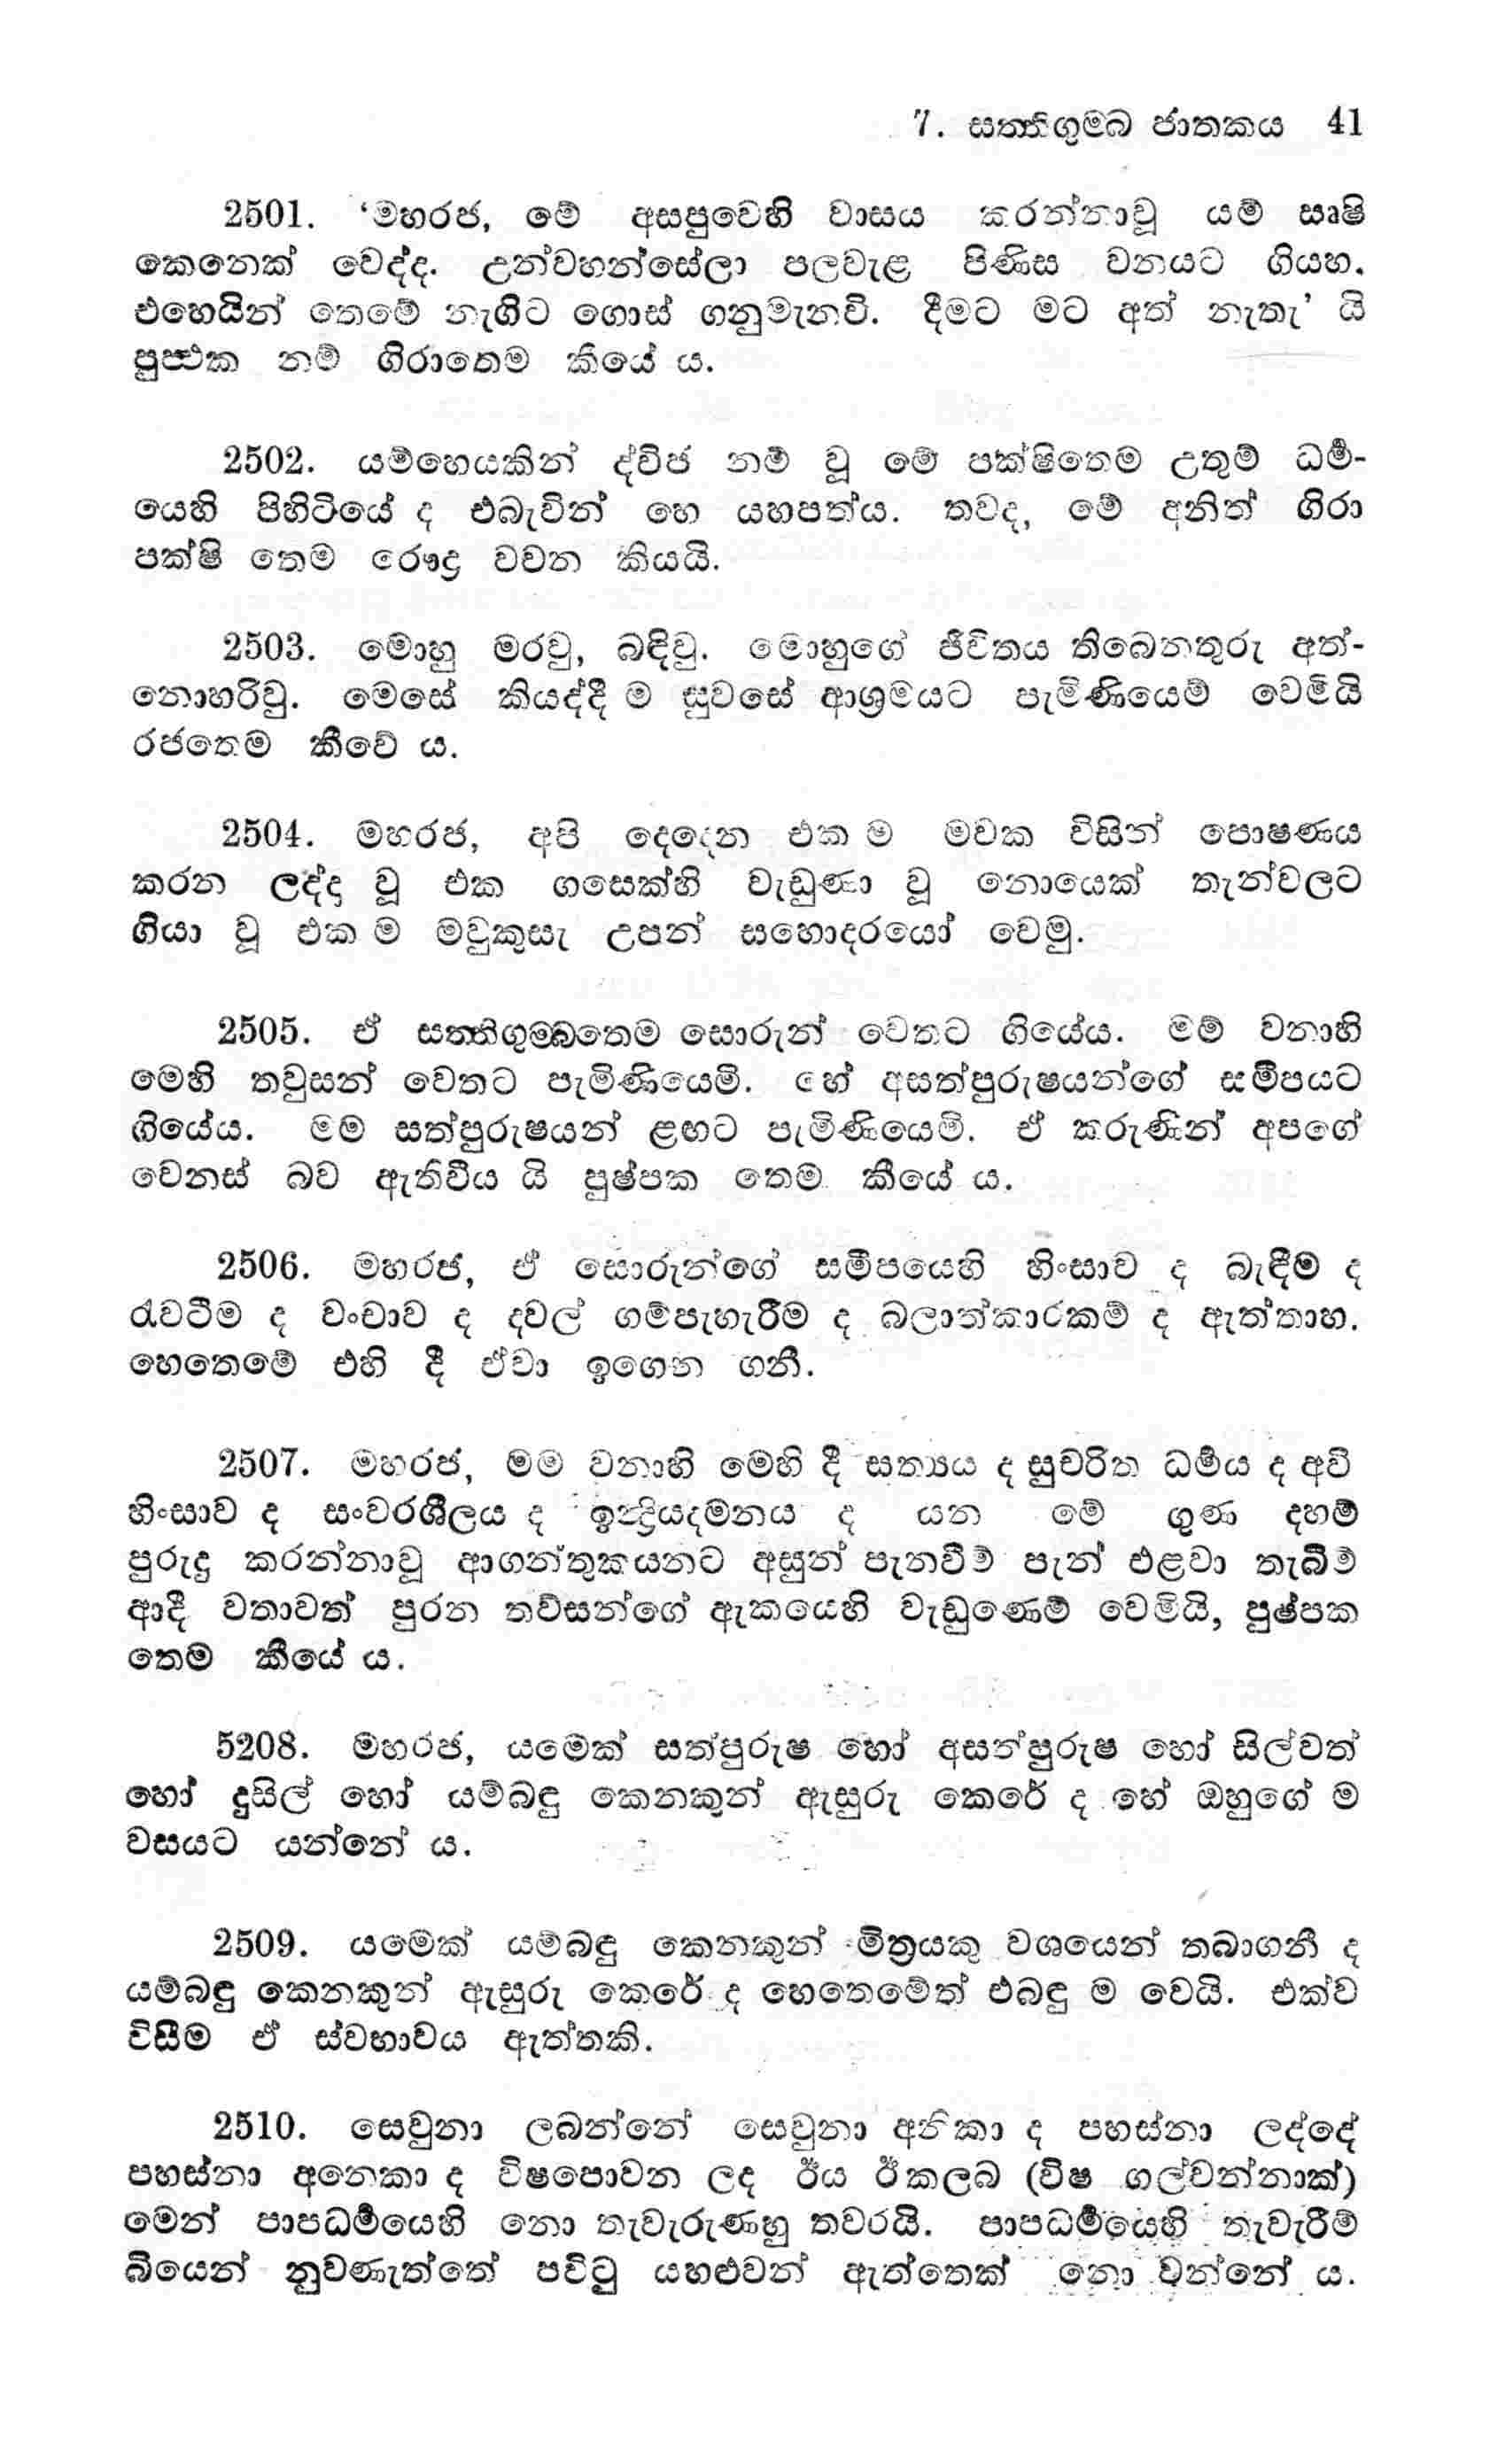 7. සත්තිගුම්බ ජාතකය 41
2501. ‘මහරජ, මේ අසපුවෙහි වාසය කරන්නාවූ යම් සෘෂි
කෙනෙක් වෙද්ද. උන්වහන්සේලා පලවැළ පිණිස වනයට ගියහ.
එහෙයින් තෙමේ නැගිට ගොස් ගනුමැනවි. දීමට මට අත් නැතැ’ යි
පුප්ඵක නම් ගිරාතෙම කීයේ ය.
2502. යම්හෙයකින් ද්විජ නම් වූ මේ පක්ෂිතෙම උතුම් ධර්ම-
යෙහි පිහිටියේ ද එබැවින් හෙ යහපත්ය. තවද, මේ අනිත් ගිරා
පක්ෂි තෙම රෞද්‍ර වචන කියයි.
2503. මොහු මරවු, බඳිවු. මොහුගේ ජීවිතය තිබෙනතුරු අත්-
නොහරිවු. මෙසේ කියද්දී ම සුවසේ ආශ්‍රමයට පැමිණියෙම් වෙමියි
රජතෙම කීවේ ය.
2504. මහරජ, අපි දෙදෙන එක ම මවක විසින් පොෂණය
කරන ලද්දා වූ එක ගසෙක්හි වැඩුණා වූ නොයෙක් තැන්වලට
ගියා වූ එක ම මවුකුසැ උපන් සහොදරයෝ වෙමු.
2505. ඒ සත්තිගුම්බතෙම සොරුන් වෙතට ගියේය. මම් වනාහි
මෙහි තවුසන් වෙතට පැමිණියෙමි. හේ අසත්පුරුෂයන්ගේ සමීපයට
ගියේය. මම සත්පුරුෂයන් ළඟට පැමිණියෙමි. ඒ කරුණින් අපගේ
වෙනස් බව ඇතිවීය යි පුෂ්පක තෙම කීයේ ය.
2506. මහරජ, ඒ සොරුන්ගේ සමීපයෙහි හිංසාව ද බැඳීම ද
රැවටීම ද වංචාව ද දවල් ගම්පැහැරීම ද බලාත්කාරකම් ද ඇත්තාහ.
හෙතෙමේ එහි දී ඒවා ඉගෙන ගනී.
2507. මහරජ, මම වනාහි මෙහි දී සත්‍යය ද සුචරිත ධර්මය ද අවි
හිංසාව ද සංවරශීලය ද ඉන්ද්‍රියදමනය ද යන මේ ගුණ දහම්
පුරුදු කරන්නාවූ ආගන්තුකයනට අසුන් පැනවීම් පැන් එළවා තැබීම්
ආදී වතාවත් පුරන තව්සන්ගේ ඇකයෙහි වැඩුණෙම් වෙමියි, පුෂ්පක
තෙම කීයේ ය.
5208. මහරජ, යමෙක් සත්පුරුෂ හෝ අසත්පුරුෂ හෝ සිල්වත්
හෝ දුසිල් හෝ යම්බඳු කෙනකුන් ඇසුරු කෙරේ ද හේ ඔහුගේ ම
වසයට යන්නේ ය.
2509. යමෙක් යම්බඳු කෙනකුන් මිත්‍රයකු වශයෙන් තබාගනී ද
යම්බඳු කෙනකුන් ඇසුරු කෙරේ ද හෙතෙමේත් එබඳු ම වෙයි. එක්ව
විසීම ඒ ස්වභාවය ඇත්තකි.
2510. සෙවුනා ලබන්නේ සෙවුනා අනිකා ද පහස්නා ලද්දේ
පහස්නා අනෙකා ද විෂපොවන ලද ඊය ඊකලබ (විෂ ගල්වන්නාක්)
මෙන් පාපධර්මයෙහි නො තැවැරුණහු තවරයි. පාපධර්මයෙහි තැවැරීම්
බියෙන් නුවණැත්තේ පවිටු යහළුවන් ඇත්තෙක් නො වන්නේ ය.